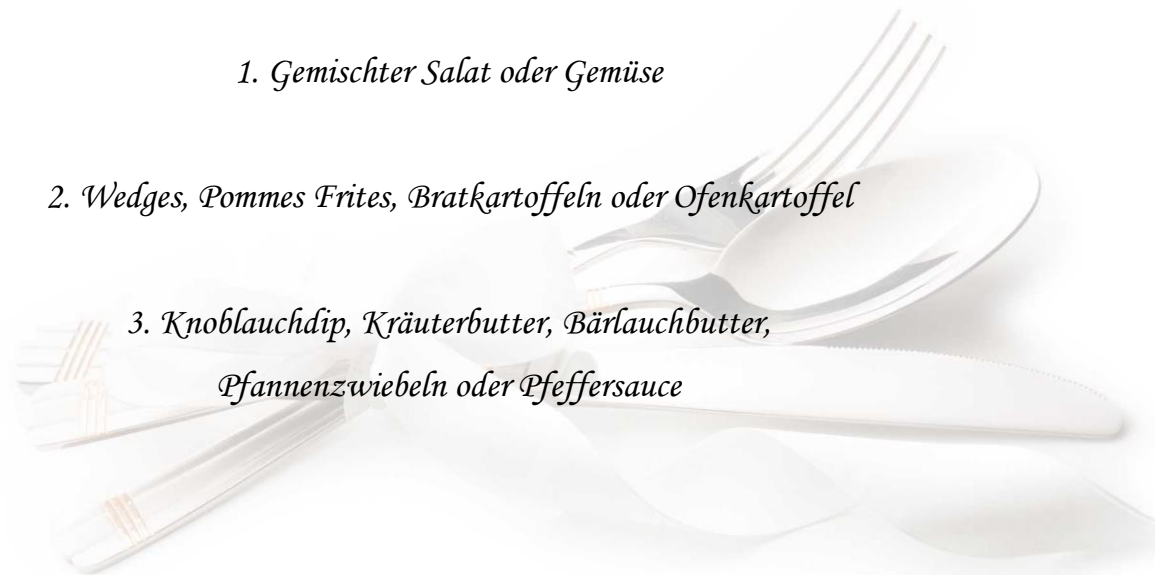 1. Gemischter Salat oder Gemüse
2. Wedges, Pommes Frites, Bratkartoffeln oder Ofenkartoffel
3. Knoblauchdip, Kräuterbutter, Bärlauchbutter,
Pfannenzwiebeln oder Pfeffersauce